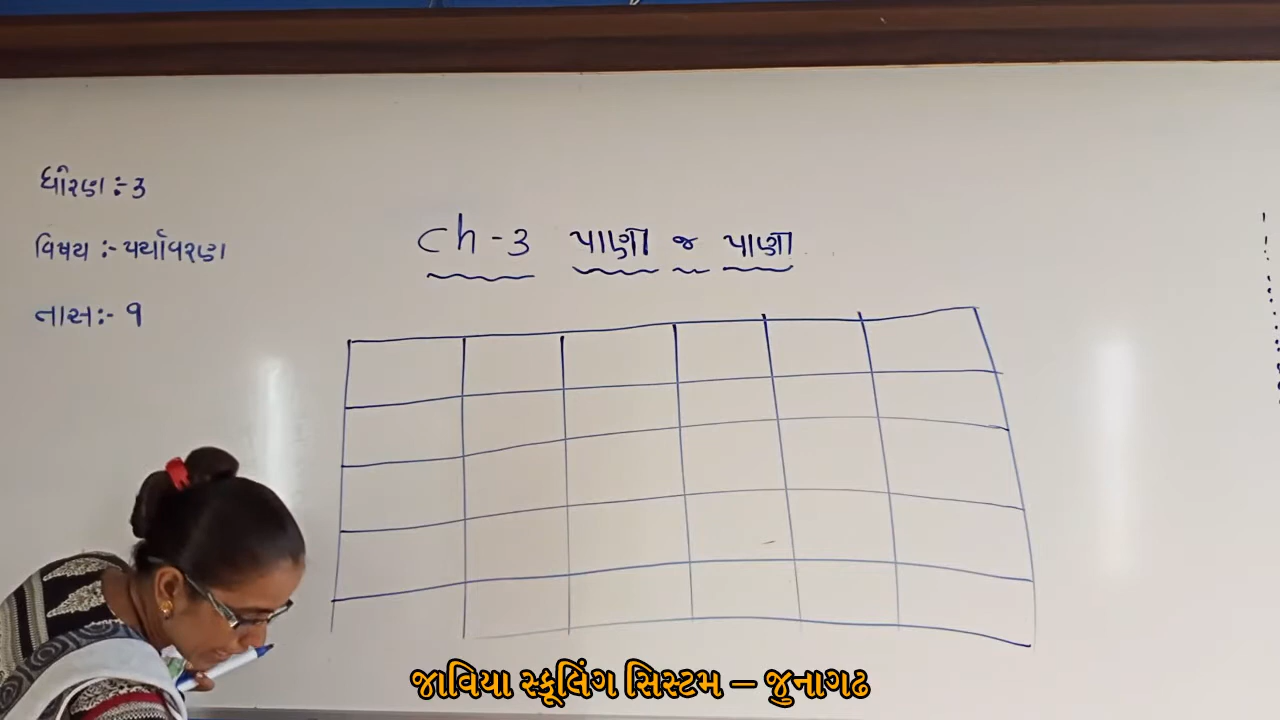 ધોરણ :- 3
વિષય :- પર્યાવરણ
તાસ :- ૧
Ch - 3 પાણી જ પાણી
જાવિયા સ્કૂલિંગ સિસ્ટમ – જુનાગઢ